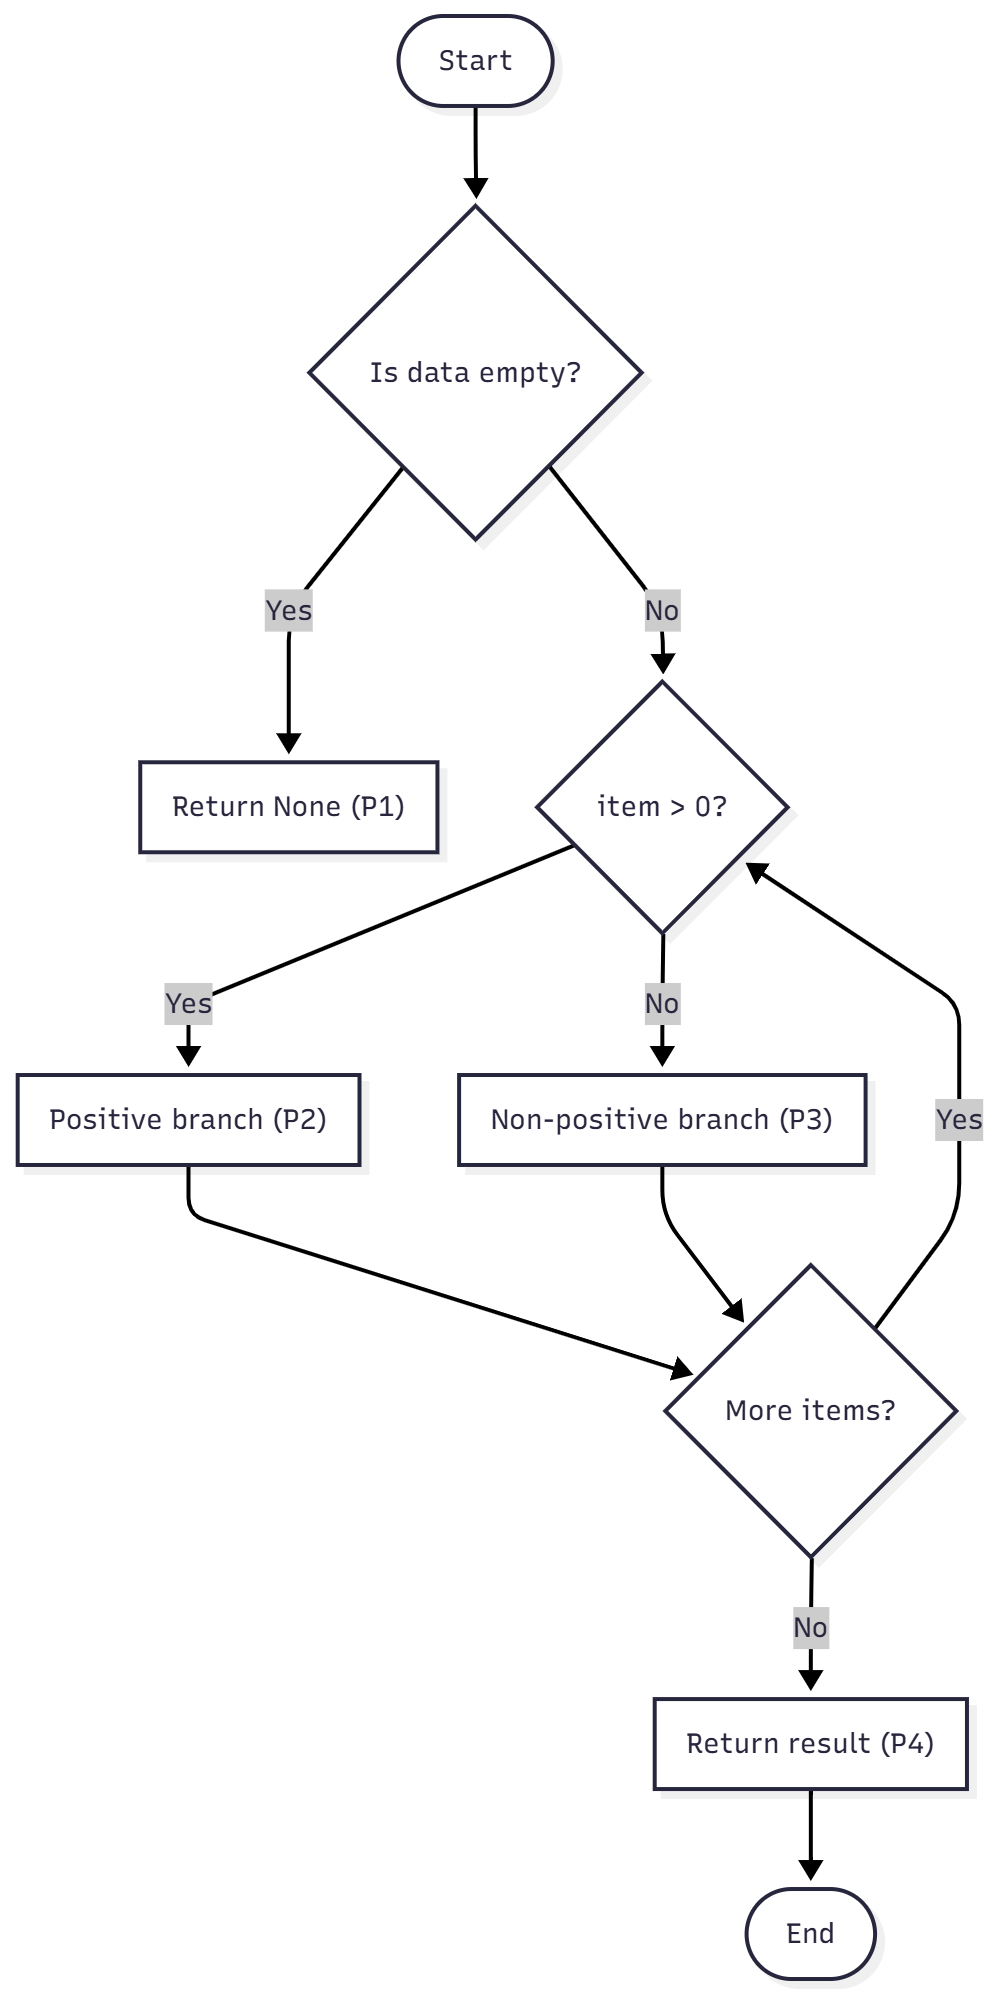 Start
Is data empty?
Yes
No
Return None (P1)
item > 0?
Yes
No
Positive branch (P2)
Non-positive branch (P3)
Yes
More items?
No
Return result (P4)
End